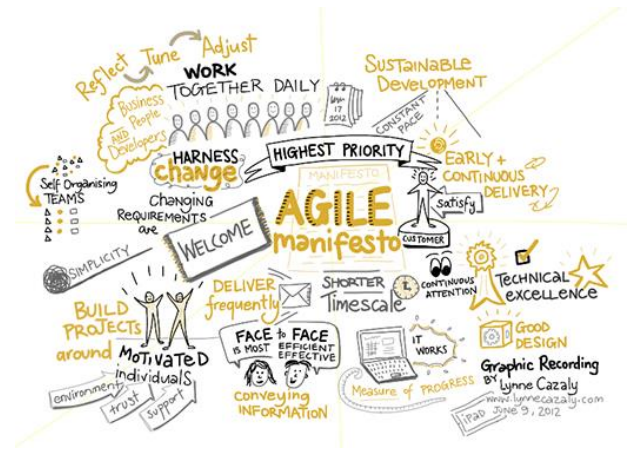 Reflect
Tune
Adjust
WORK
TOGETHER DAILY
Business
People
AND
Developers
17
2012
SUSTAINABLE
DEVELOPMENT
CONSTANT
PACE
HIGHEST PRIORITY
MANIFESTO
AGILE
manifesto
HARNESS
change
CHANGING
REQUIREMENTS
are
WELCOME
EARLY +
CONTINUOUS
DELIVERY
satisfy
CUSTOMER
Self Organising
TEAMS
SIMPLICITY
BUILD
PROJECTS
around
MOTIVATED
individuals
environment
trust
support
DELIVER
frequently
SHORTER
Timescale
CONTINUOUS
ATTENTION
TECHNICAL
excellence
GOOD
DESIGN
FACE to FACE
IS MOST EFFICIENT
EFFECTIVE
conveying
INFORMATION
IT
WORKS
Measure of PROGRESS
Graphic Recording
BY Lynne Cazaly
www.lynnecazaly.com
iPad JUNE 9, 2012